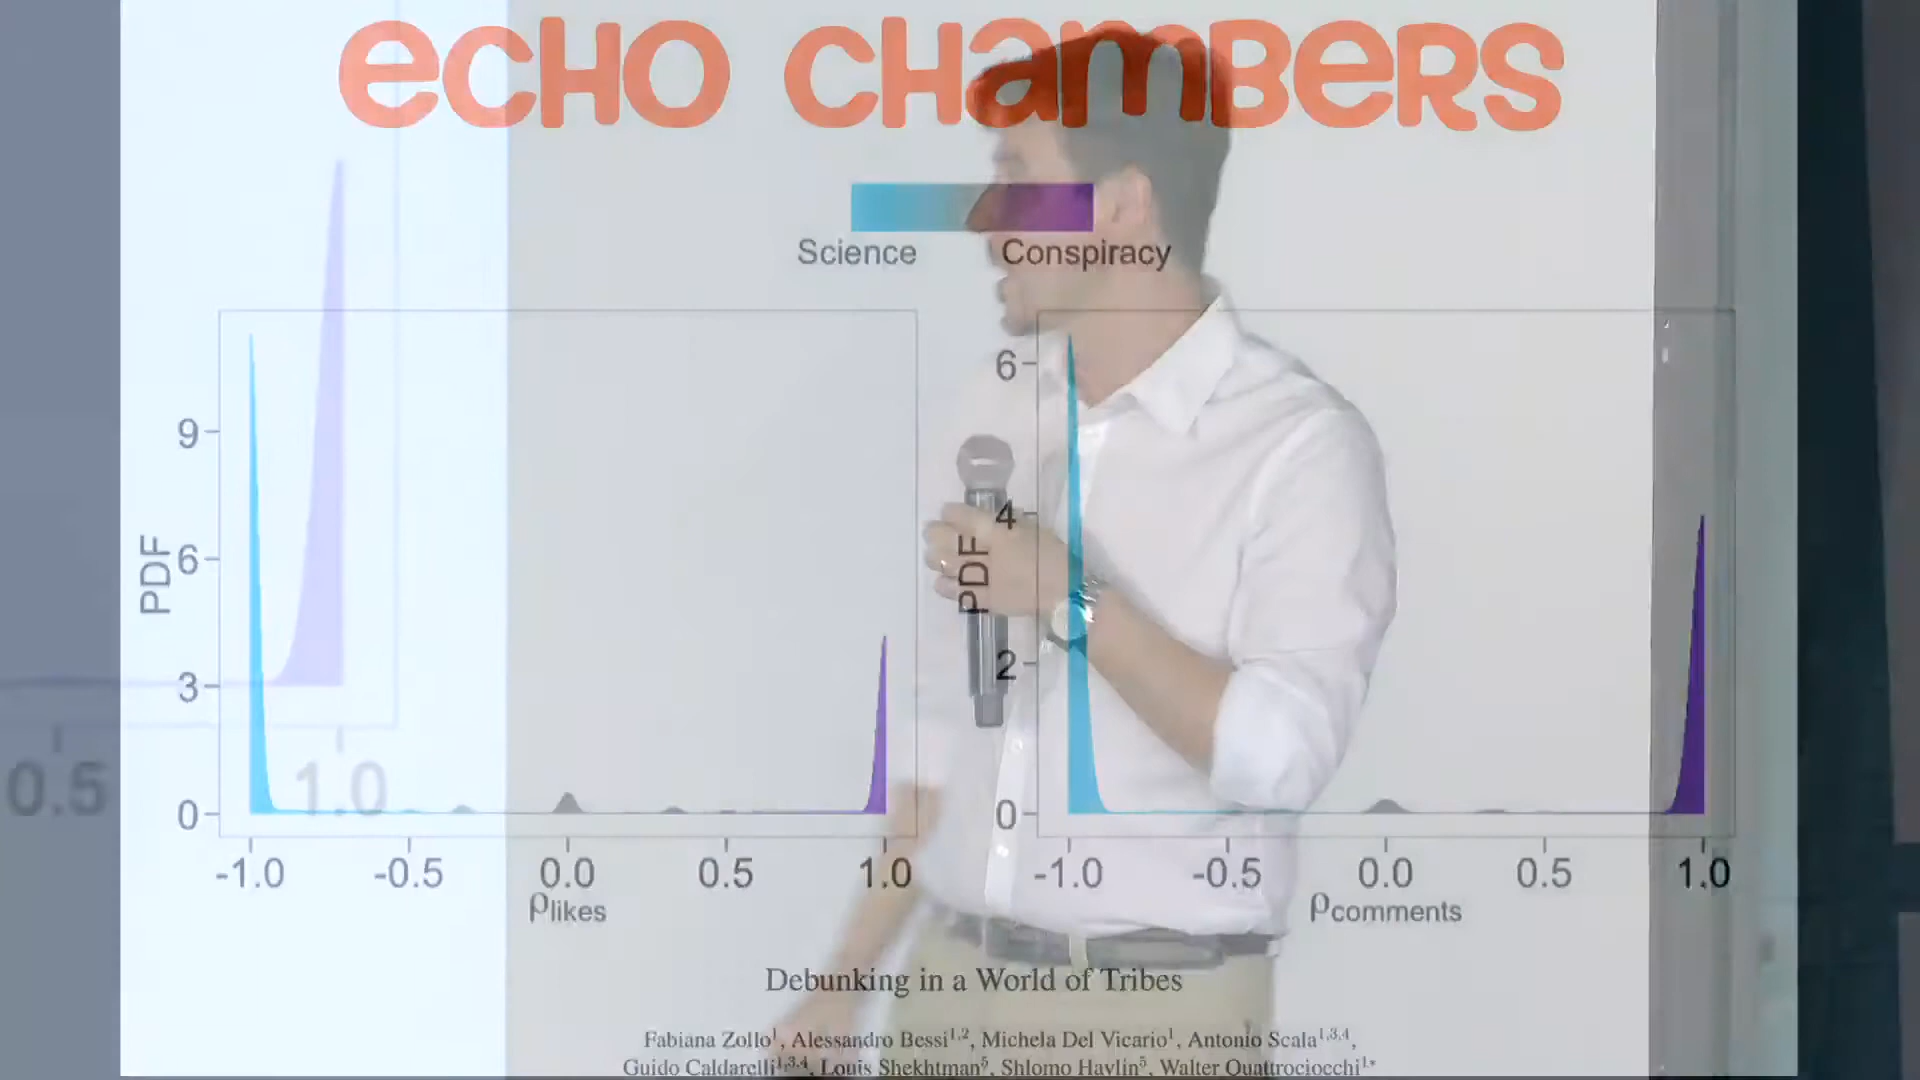 ECHO CHAMBERS
Science Conspiracy
9
6
3
0
PDF
-1.0 -0.5 0.0 0.5 1.0
ρlikes
6
4
2
0
PDF
-1.0 -0.5 0.0 0.5 1.0
ρcomments
0.5 1.0
Debunking in a World of Tribes
Fabiana Zollo1, Alessandro Bessi1,2, Michela Del Vicario1, Antonio Scala1,3,4,
Guido Caldarelli1,3,4, Louis Shekhtman5, Shlomo Havlin5, Walter Quattrociocchi1*